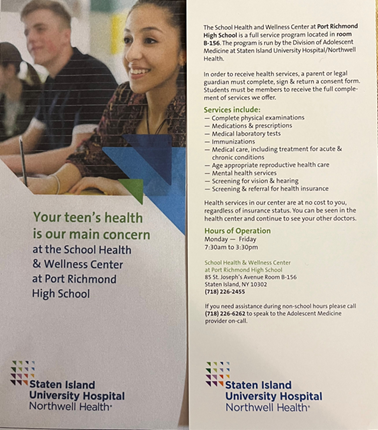 Your teen's health
is our main concern
at the School Health
& Wellness Center
at Port Richmond
High School
Staten Island
University Hospital
Northwell Health®
The School Health and Wellness Center at Port Richmond
High School is a full service program located in room
B-156. The program is run by the Division of Adolescent
Medicine at Staten Island University Hospital/Northwell
Health.
In order to receive health services, a parent or legal
guardian must complete, sign & return a consent form.
Students must be members to receive the full comple-
ment of services we offer.
Services include:
— Complete physical examinations
— Medications & prescriptions
— Medical laboratory tests
— Immunizations
— Medical care, including treatment for acute &
chronic conditions
— Age appropriate reproductive health care
— Mental health services
— Screening for vision & hearing
— Screening & referral for health insurance
Health services in our center are at no cost to you,
regardless of insurance status. You can be seen in the
health center and continue to see your other doctors.
Hours of Operation
Monday — Friday
7:30am to 3:30pm
School Health & Wellness Center
at Port Richmond High School
85 St. Joseph's Avenue Room B-156
Staten Island, NY 10302
(718) 226-2455
If you need assistance during non-school hours please call
(718) 226-6262 to speak to the Adolescent Medicine
provider on-call.
Staten Island
University Hospital
Northwell Health®